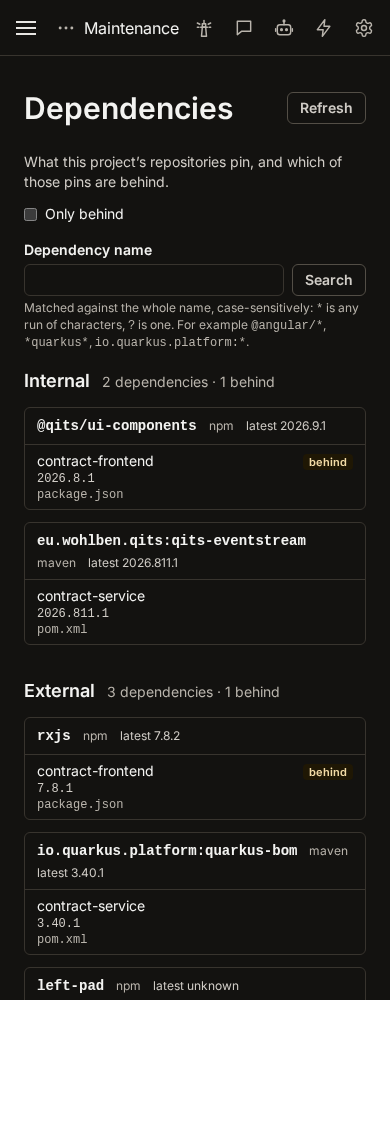 Maintenance
Dependencies
Refresh
What this project's repositories pin, and which of
those pins are behind.
Only behind
Dependency name
Search
Matched against the whole name, case-sensitively: * is any
run of characters, ? is one. For example @angular/*,
*quarkus*, io.quarkus.platform:*.
Internal 2 dependencies · 1 behind
@qits/ui-components npm latest 2026.9.1
contract-frontend behind
2026.8.1
package.json
eu.wohlben.qits:qits-eventstream
maven latest 2026.811.1
contract-service
2026.811.1
pom.xml
External 3 dependencies · 1 behind
rxjs npm latest 7.8.2
contract-frontend behind
7.8.1
package.json
io.quarkus.platform:quarkus-bom maven
latest 3.40.1
contract-service
3.40.1
pom.xml
left-pad npm latest unknown